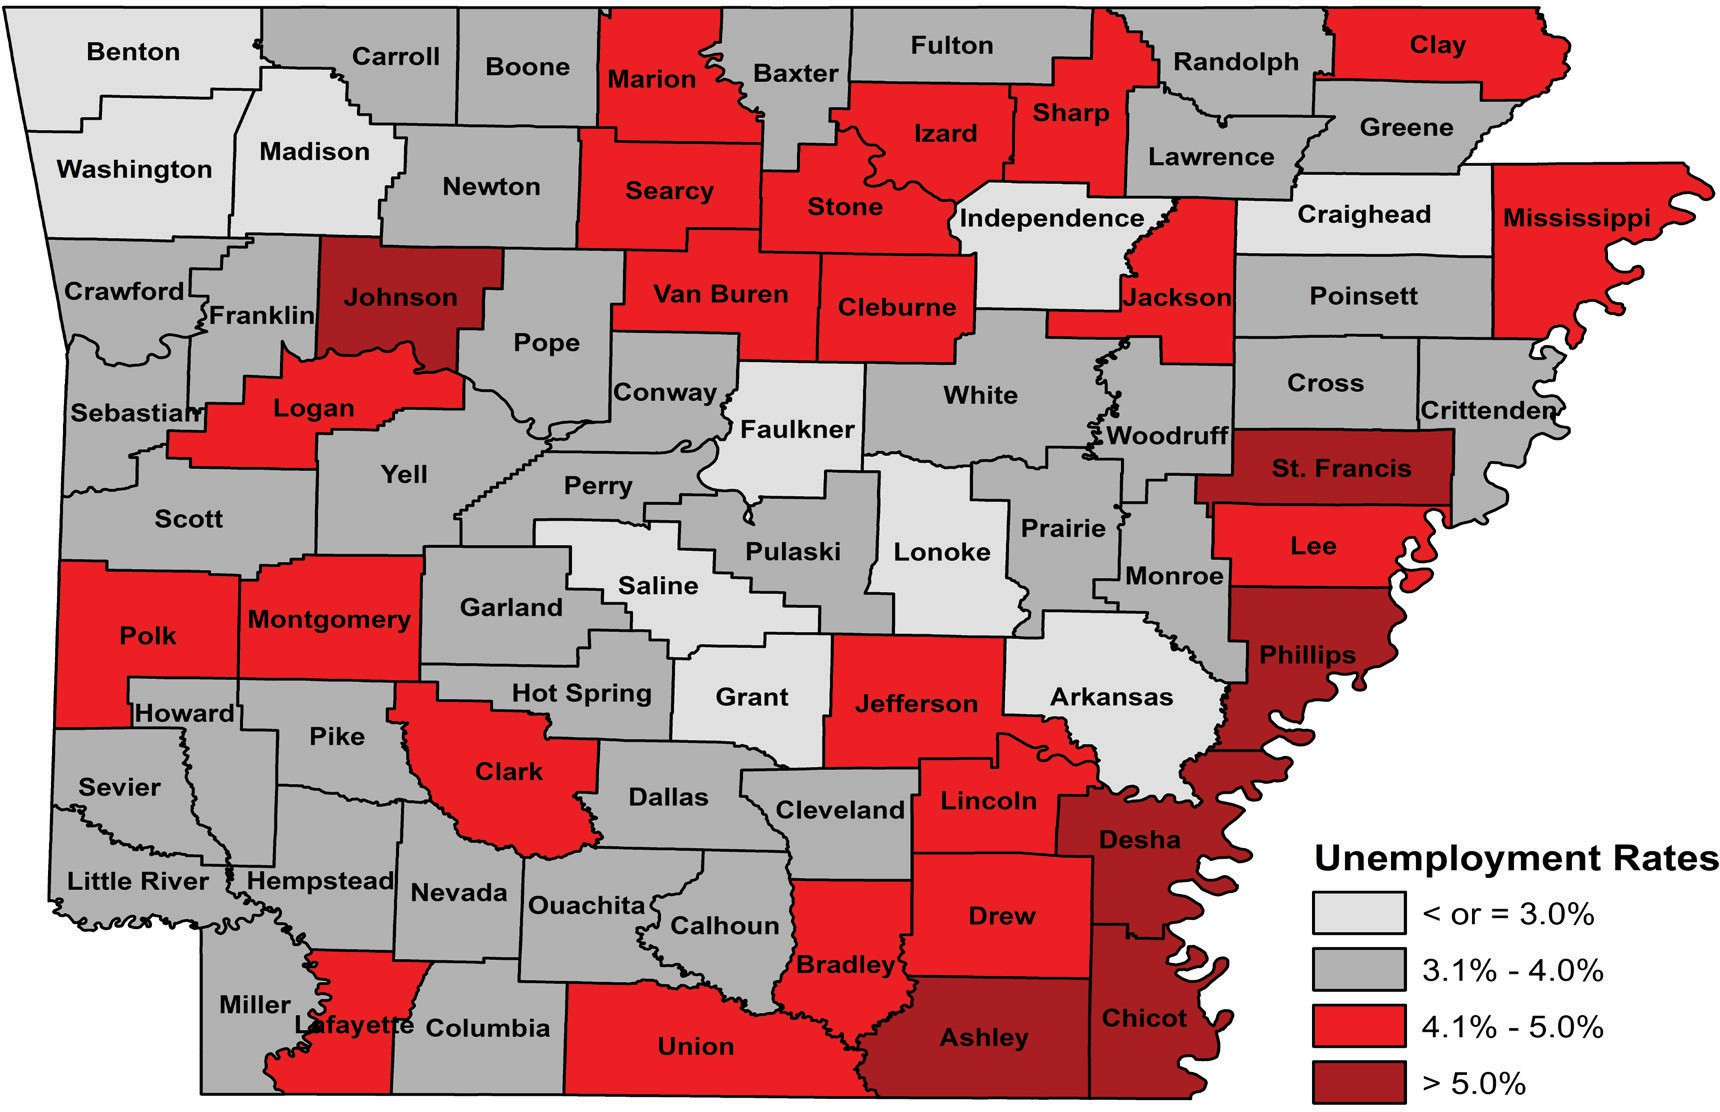 Benton
Carroll
Boone
Marion
Baxter
Fulton
Sharp
Randolph
Clay
Greene
Washington
Madison
Newton
Searcy
Stone
Izard
Lawrence
Independence
Craighead
Mississippi
Crawford
Franklin
Johnson
Pope
Van Buren
Cleburne
Jackson
Poinsett
Sebastian
Logan
Conway
Faulkner
White
Woodruff
Cross
Crittenden
Scott
Yell
Perry
Pulaski
Lonoke
Prairie
Monroe
St. Francis
Lee
Polk
Montgomery
Garland
Saline
Hot Spring
Grant
Jefferson
Arkansas
Phillips
Howard
Pike
Clark
Sevier
Dallas
Cleveland
Lincoln
Desha
Little River
Hempstead
Nevada
Ouachita
Calhoun
Bradley
Drew
Miller
Lafayette
Columbia
Union
Ashley
Chicot
Unemployment Rates
< or = 3.0%
3.1% - 4.0%
4.1% - 5.0%
> 5.0%